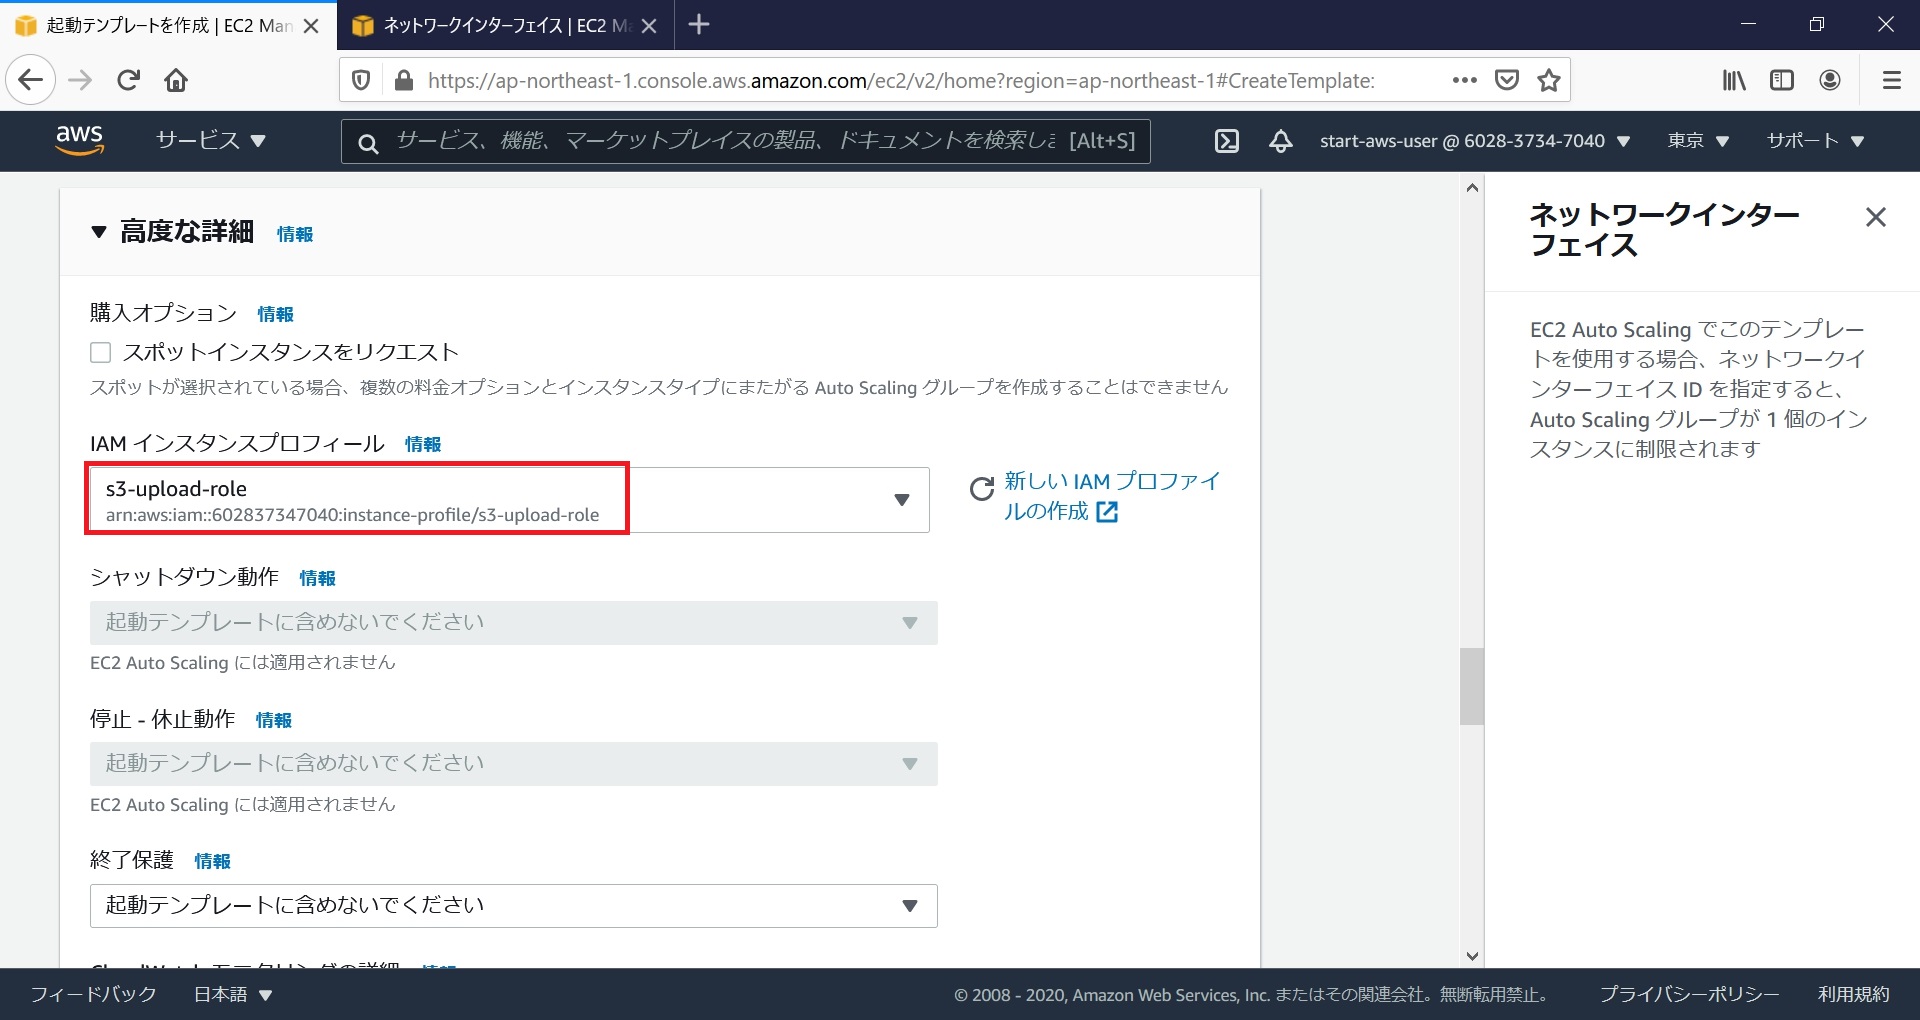 起動テンプレートを作成 | EC2 Man
ネットワークインターフェイス | EC2 Ma
https://ap-northeast-1.console.aws.amazon.com/ec2/v2/home?region=ap-northeast-1#CreateTemplate:
aws
サービス
サービス、機能、マーケットプレイスの製品、ドキュメントを検索しま [Alt+S]
start-aws-user @ 6028-3734-7040
東京
サポート
高度な詳細 情報
購入オプション 情報
スポットインスタンスをリクエスト
スポットが選択されている場合、複数の料金オプションとインスタンスタイプにまたがる Auto Scaling グループを作成することはできません
IAM インスタンスプロフィール 情報
s3-upload-role
arn:aws:iam::602837347040:instance-profile/s3-upload-role
新しい IAM プロファイ
ルの作成
シャットダウン動作 情報
起動テンプレートに含めないでください
EC2 Auto Scaling には適用されません
停止 - 休止動作 情報
起動テンプレートに含めないでください
EC2 Auto Scaling には適用されません
終了保護 情報
起動テンプレートに含めないでください
CloudWatch モニタリングの詳細 情報
ネットワークインター
フェイス
EC2 Auto Scaling でこのテンプレー
トを使用する場合、ネットワークイ
ンターフェイス ID を指定すると、
Auto Scaling グループが 1 個のイン
スタンスに制限されます
フィードバック
日本語
© 2008 - 2020, Amazon Web Services, Inc. またはその関連会社。無断転用禁止。
プライバシーポリシー
利用規約